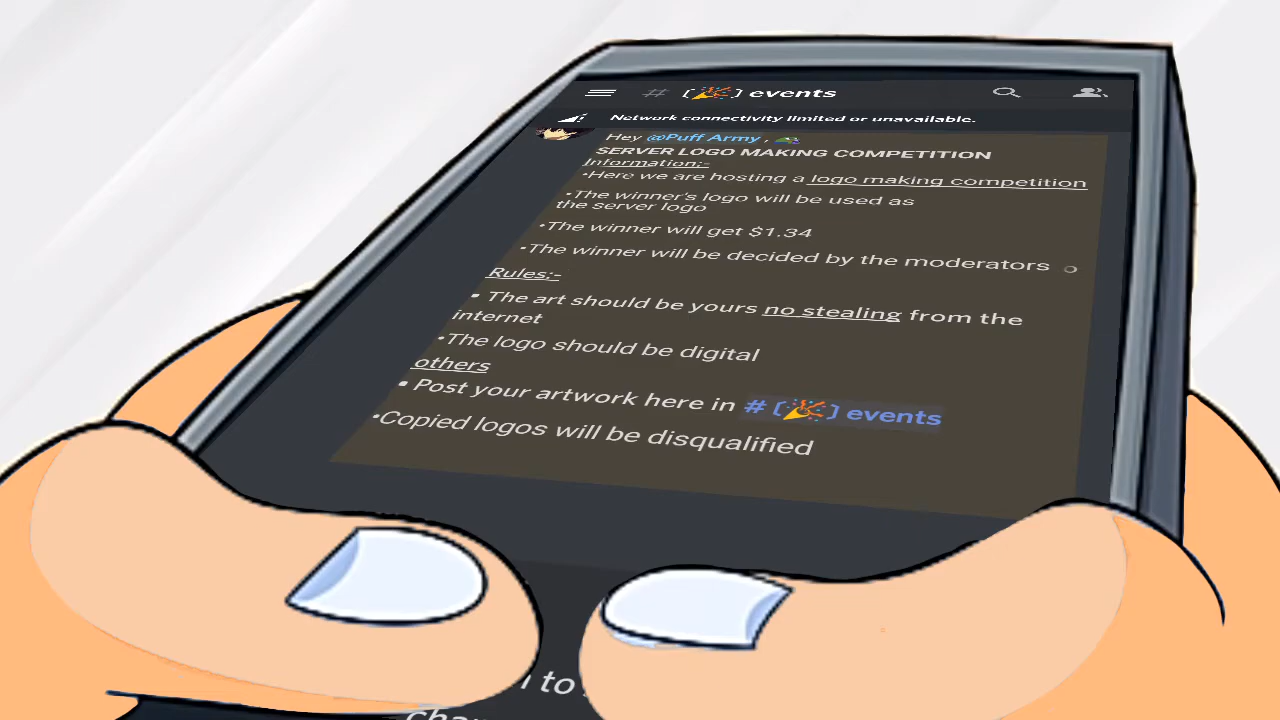 # [🎉] events
Network connectivity limited or unavailable.
Hey @Puff Army ,
SERVER LOGO MAKING COMPETITION
Information:-
•Here we are hosting a logo making competition
•The winner's logo will be used as
the server logo
•The winner will get $1.34
•The winner will be decided by the moderators
Rules:-
• The art should be yours no stealing from the
internet
•The logo should be digital
others
• Post your artwork here in # [🎉] events
•Copied logos will be disqualified
to